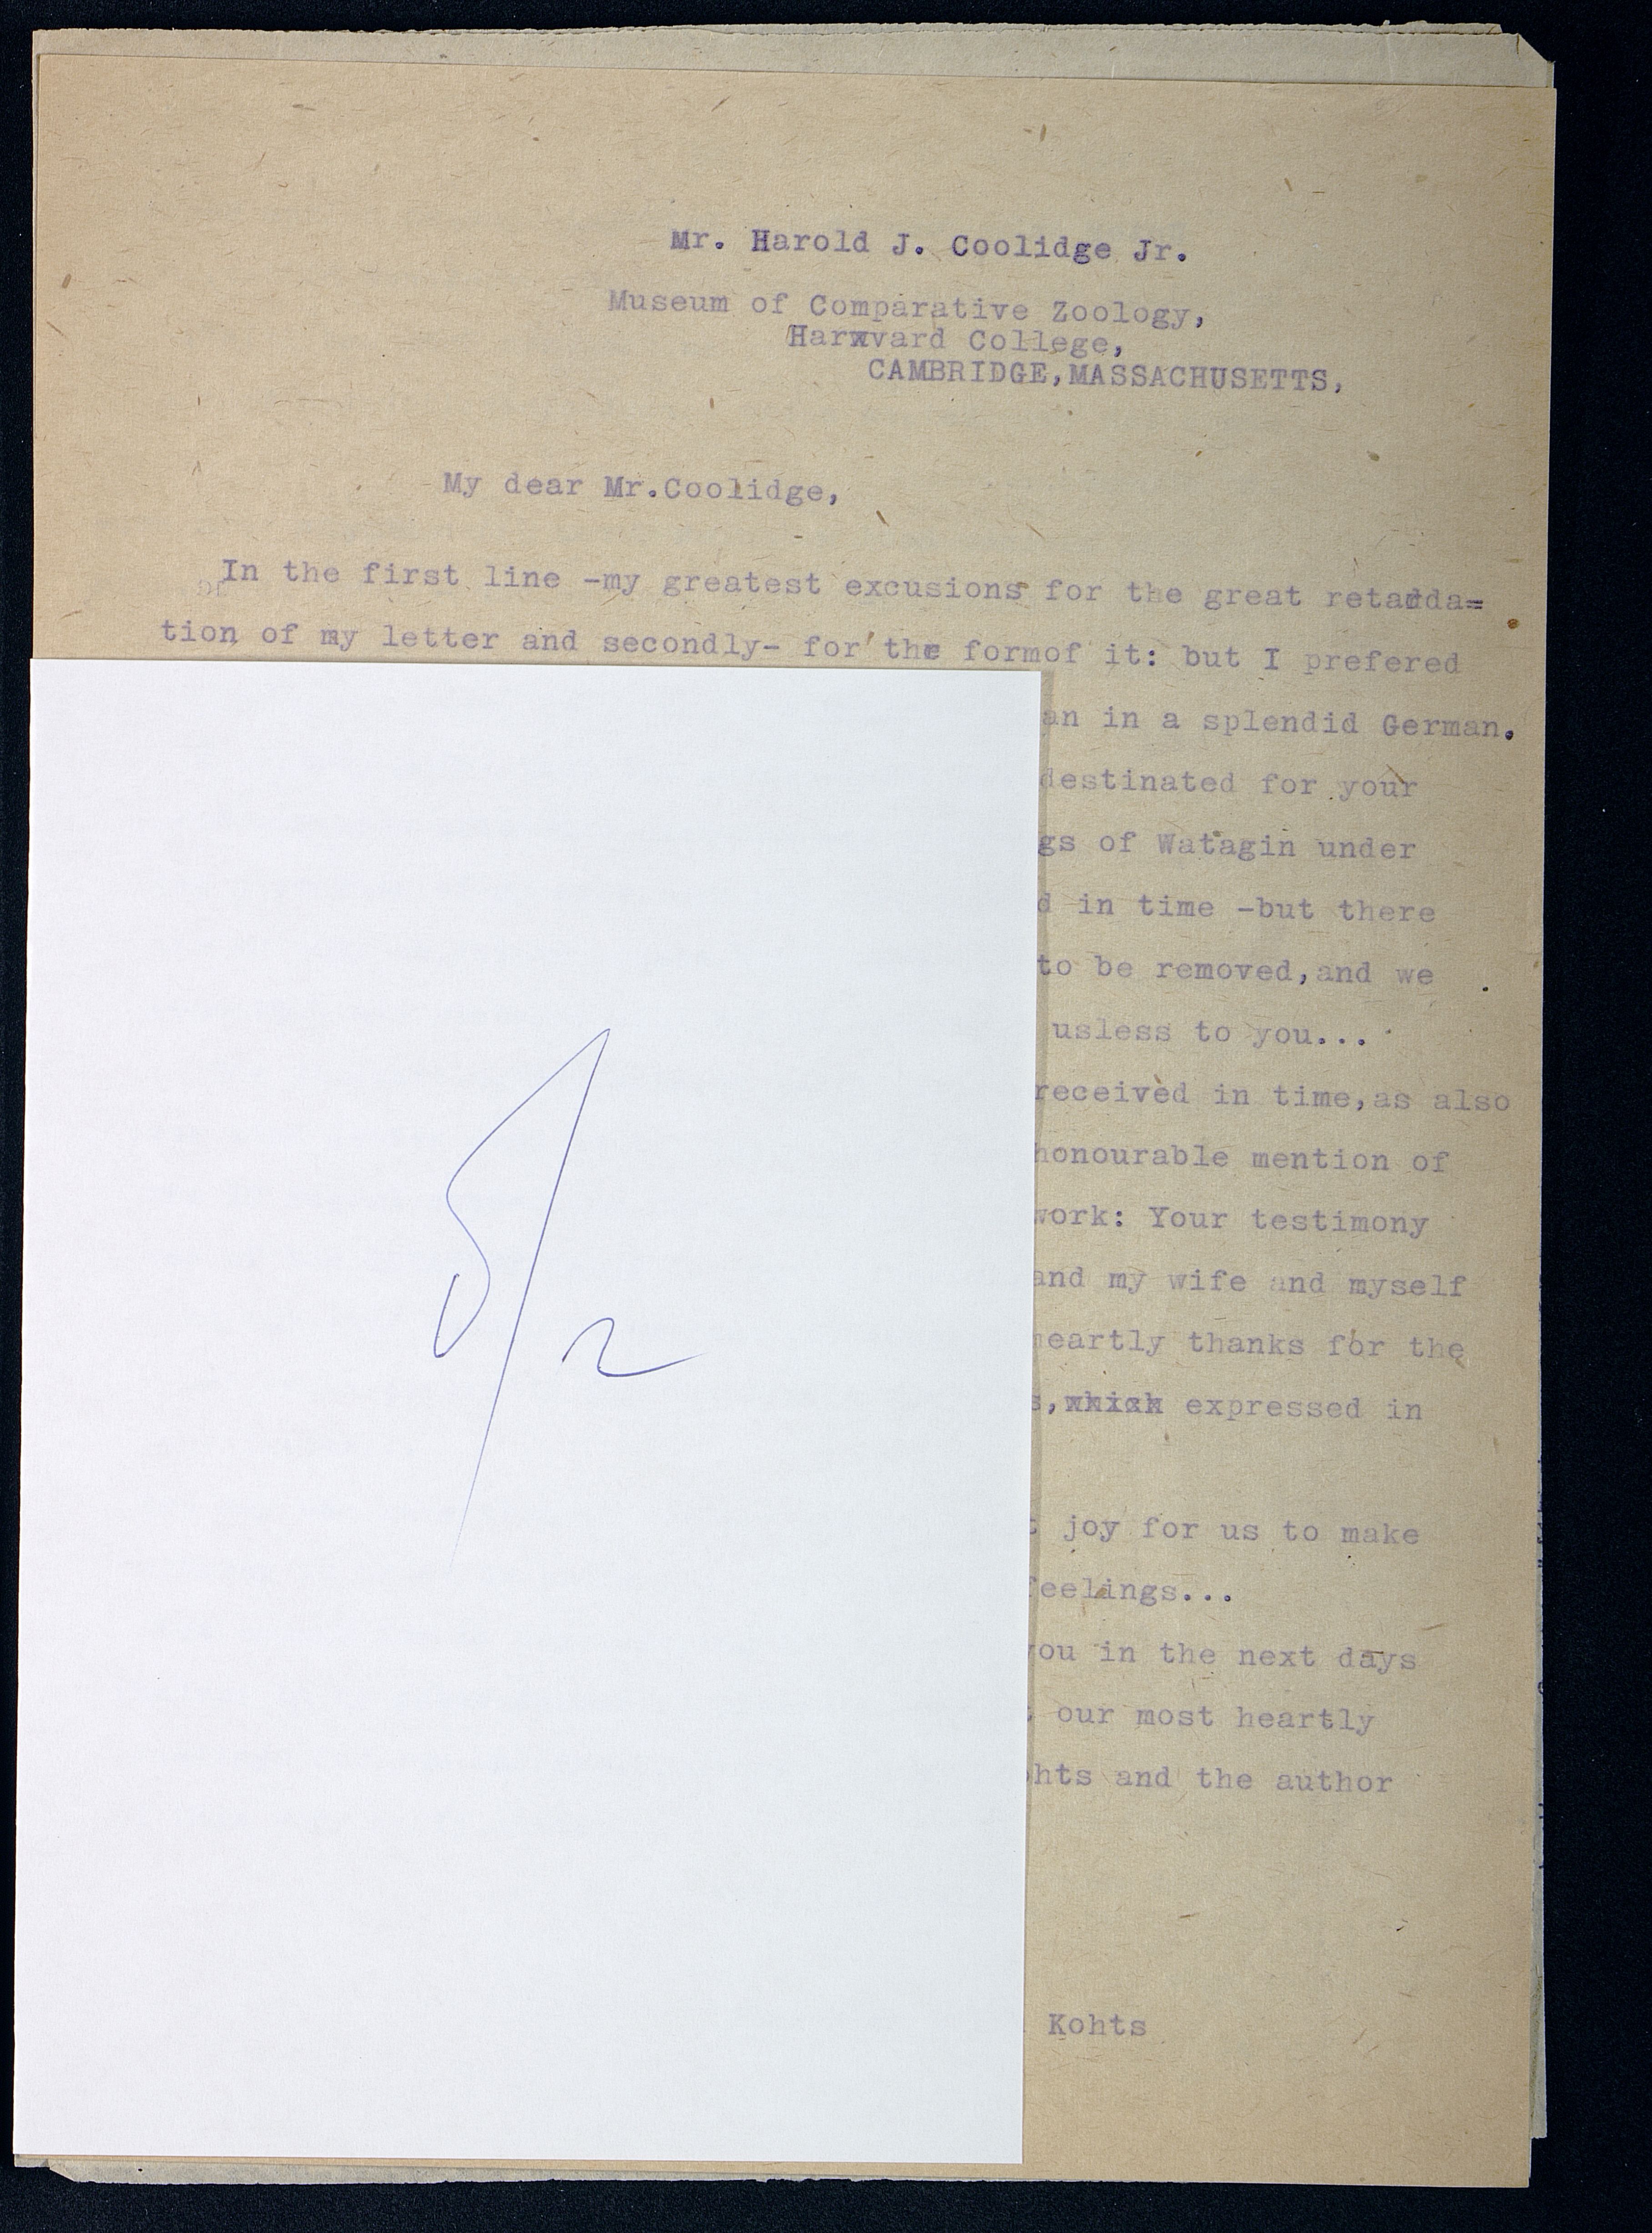 Mr. Harold J. Coolidge Jr.
Museum of Comparative Zoology,
Harwvard College,
CAMBRIDGE,MASSACHUSETTS,
My dear Mr.Coolidge,
In the first line -my greatest excusions for the great retardda=
tion of my letter and secondly- for the formof it: but I prefered
in a splendid German.
destinated for your
of Watagin under
in time -but there
to be removed,and we
usless to you...
received in time,as also
honourable mention of
work: Your testimony
and my wife and myself
heartly thanks for the
which expressed in
joy for us to make
feelings...
you in the next days
our most heartly
and the author
Kohts